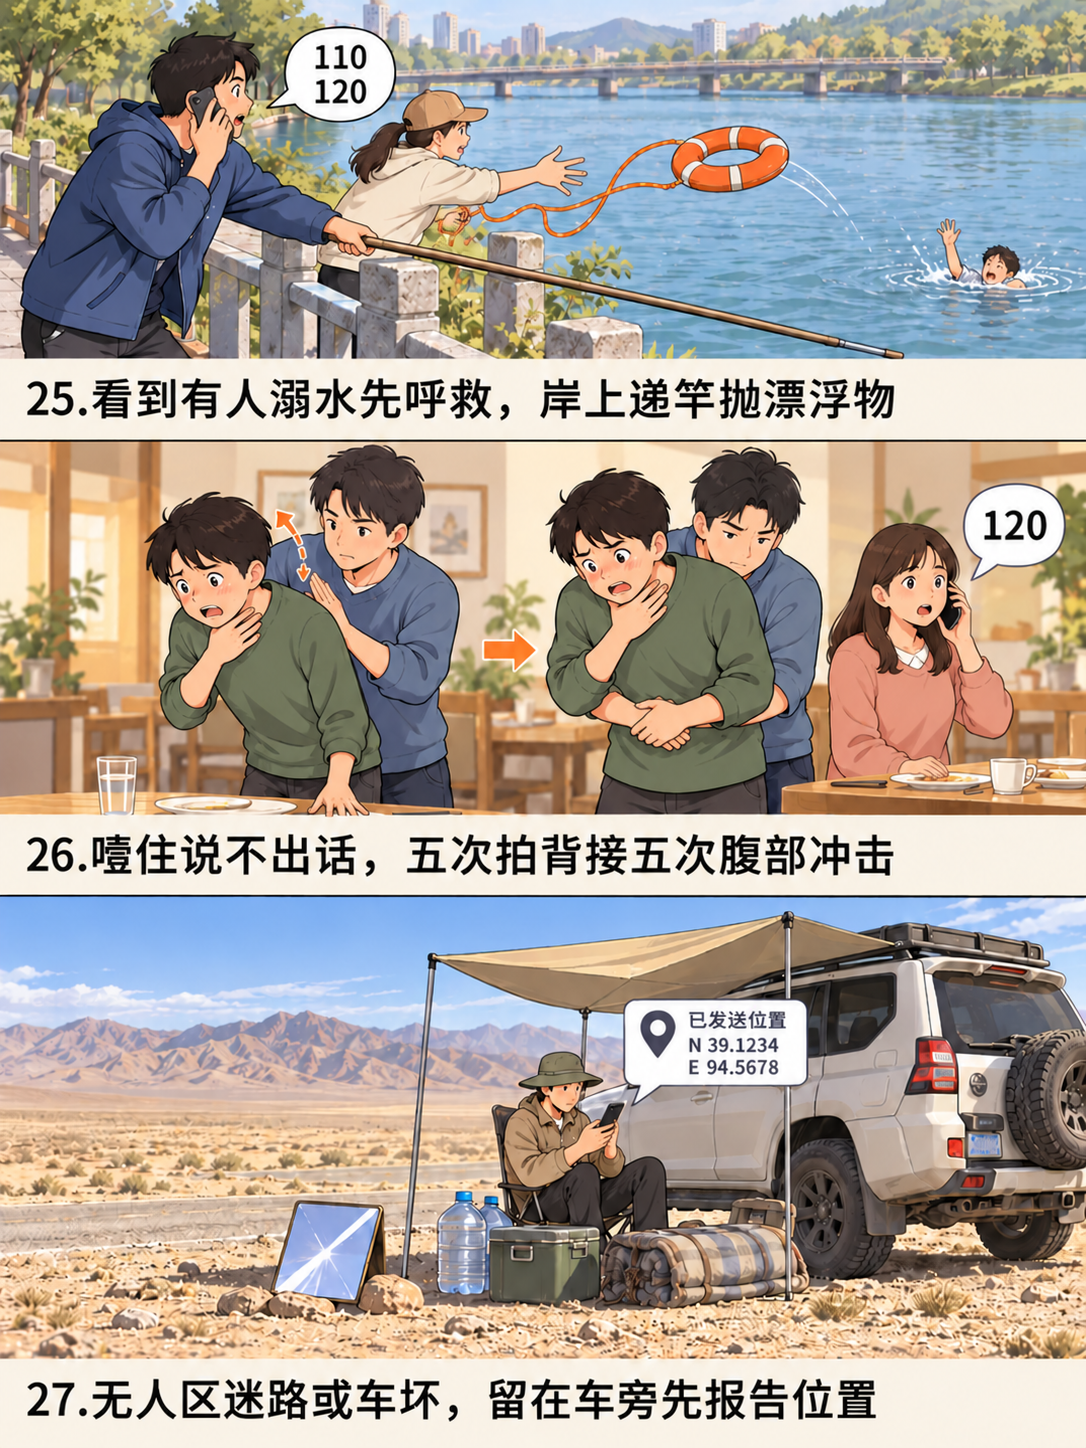 110
120
25.看到有人溺水先呼救，岸上递竿抛漂浮物
120
26.噎住说不出话，五次拍背接五次腹部冲击
已发送位置
N 39.1234
E 94.5678
27.无人区迷路或车坏，留在车旁先报告位置